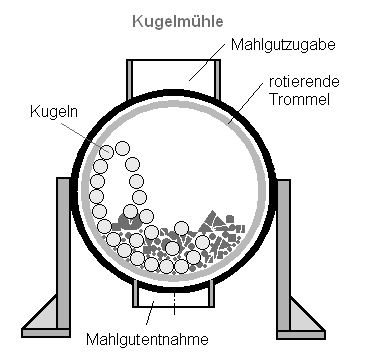 Kugelmühle
Mahlgutzugabe
rotierende
Trommel
Kugeln
Mahlgutentnahme